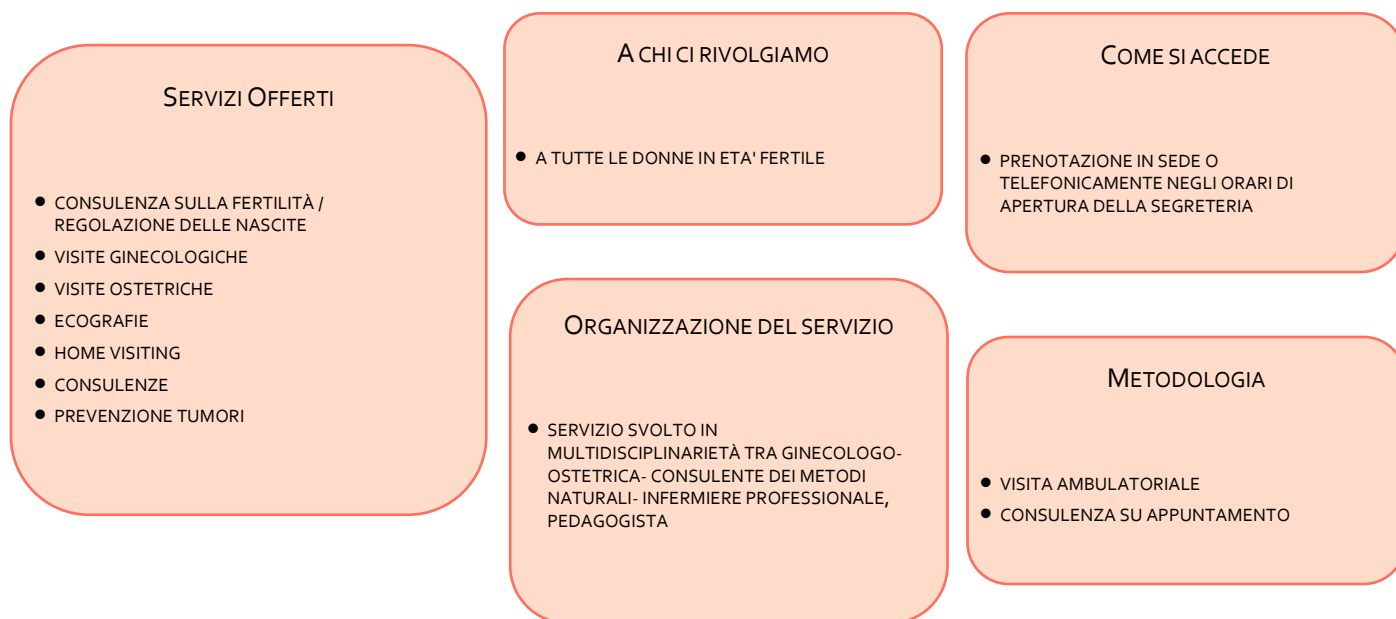 SERVIZI OFFERTI
• CONSULENZA SULLA FERTILITÀ /
REGOLAZIONE DELLE NASCITE
• VISITE GINECOLOGICHE
• VISITE OSTETRICHE
• ECOGRAFIE
• HOME VISITING
• CONSULENZE
• PREVENZIONE TUMORI
A CHI CI RIVOLGIAMO
• A TUTTE LE DONNE IN ETA' FERTILE
ORGANIZZAZIONE DEL SERVIZIO
• SERVIZIO SVOLTO IN
MULTIDISCIPLINARIETÀ TRA GINECOLOGO-
OSTETRICA- CONSULENTE DEI METODI
NATURALI- INFERMIERE PROFESSIONALE,
PEDAGOGISTA
COME SI ACCEDE
• PRENOTAZIONE IN SEDE O
TELEFONICAMENTE NEGLI ORARI DI
APERTURA DELLA SEGRETERIA
METODOLOGIA
• VISITA AMBULATORIALE
• CONSULENZA SU APPUNTAMENTO